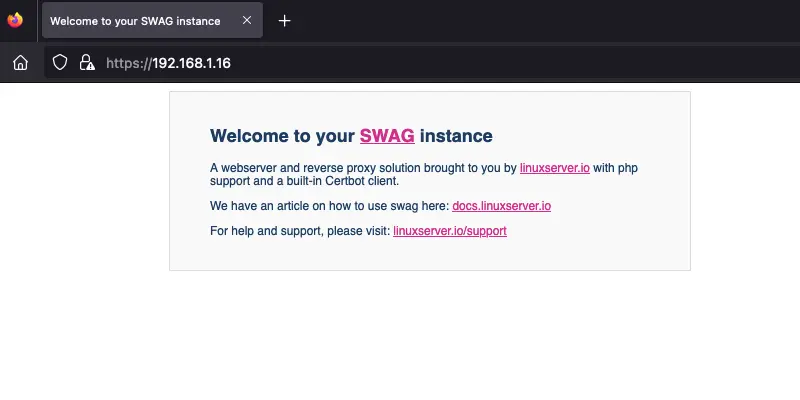 Welcome to your SWAG instance
https://192.168.1.16
Welcome to your SWAG instance
A webserver and reverse proxy solution brought to you by linuxserver.io with php
support and a built-in Certbot client.
We have an article on how to use swag here: docs.linuxserver.io
For help and support, please visit: linuxserver.io/support